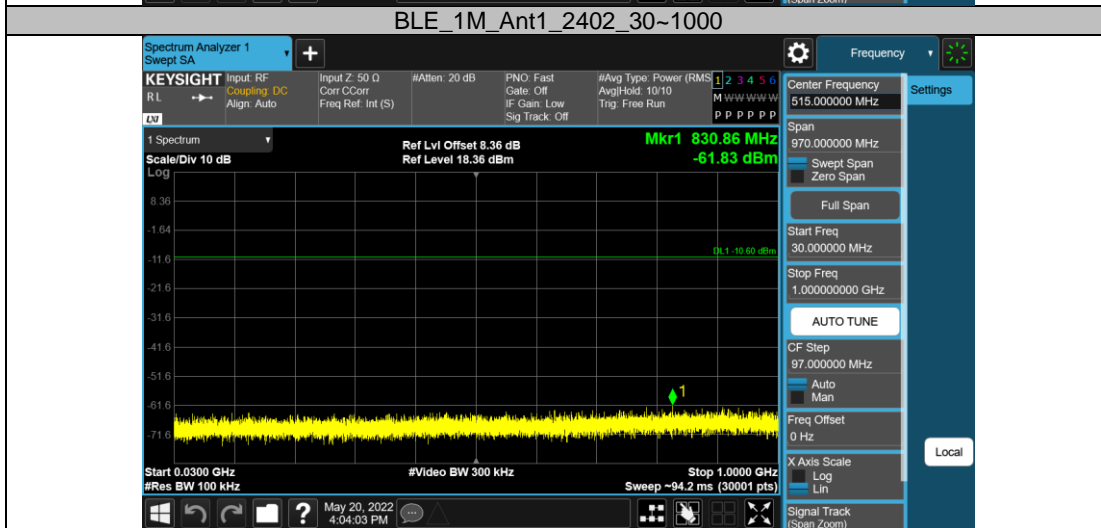 (Span Zoom)
BLE_1M_Ant1_2402_30~1000
Spectrum Analyzer 1
Swept SA
Frequency
KEYSIGHT
RL
LXI
Input: RF
Coupling: DC
Align: Auto
Input Z: 50 Ω
Corr CCorr
Freq Ref: Int (S)
#Atten: 20 dB
PNO: Fast
Gate: Off
IF Gain: Low
Sig Track: Off
#Avg Type: Power (RMS
Avg|Hold: 10/10
Trig: Free Run
1 2 3 4 5 6
M W W W W W
P P P P P P
1 Spectrum
Scale/Div 10 dB
Log
Ref Lvl Offset 8.36 dB
Ref Level 18.36 dBm
Mkr1 830.86 MHz
-61.83 dBm
8.36
-1.64
DL1 -10.60 dBm
-11.6
-21.6
-31.6
-41.6
-51.6
1
-61.6
-71.6
Start 0.0300 GHz
#Video BW 300 kHz
Stop 1.0000 GHz
#Res BW 100 kHz
Sweep ~94.2 ms (30001 pts)
May 20, 2022
4:04:03 PM
Center Frequency
515.000000 MHz
Settings
Span
970.000000 MHz
Swept Span
Zero Span
Full Span
Start Freq
30.000000 MHz
Stop Freq
1.000000000 GHz
AUTO TUNE
CF Step
97.000000 MHz
Auto
Man
Freq Offset
0 Hz
Local
X Axis Scale
Log
Lin
Signal Track
(Span Zoom)